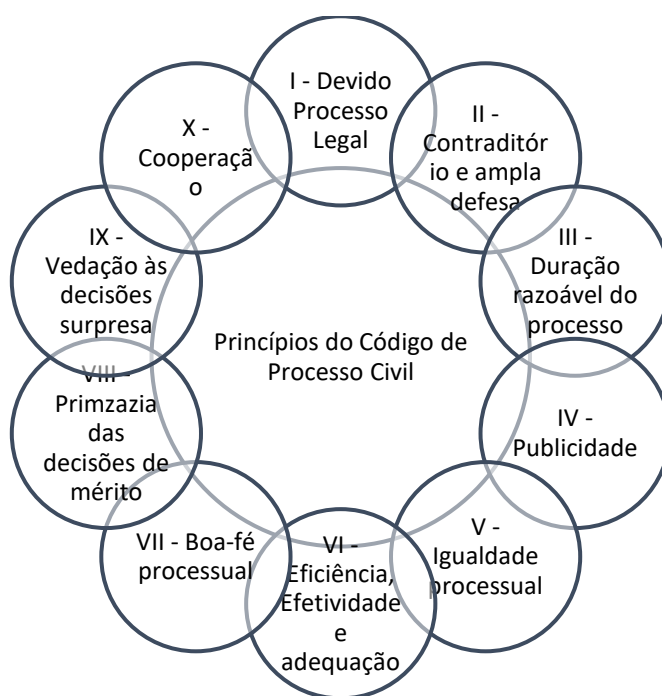 I - Devido
Processo
Legal
II -
Contraditór
io e ampla
defesa
III -
Duração
razoável do
processo
IV -
Publicidade
V -
Igualdade
processual
VI -
Eficiência,
Efetividade
e
adequação
VII - Boa-fé
processual
VIII -
Primzazia
das
decisões de
mérito
IX -
Vedação às
decisões
surpresa
X -
Cooperaçã
o
Princípios do Código de
Processo Civil